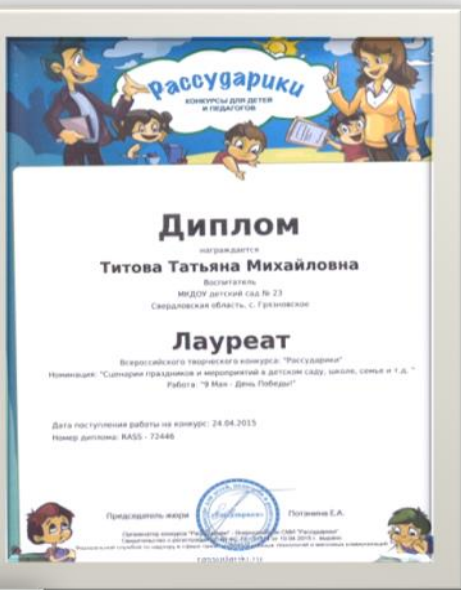 Рассударики
КОНКУРСЫ ДЛЯ ДЕТЕЙ
И ПЕДАГОГОВ
Диплом
награждается
Титова Татьяна Михайловна
Воспитатель
МКДОУ детский сад № 23
Свердловская область, с. Грязновское
Лауреат
Всероссийского творческого конкурса: "Рассударики"
Номинация: "Сценарии праздников и мероприятий в детском саду, школе, семье и т.д. "
Работа: "9 Мая - День Победы!"
Дата поступления работы на конкурс: 24.04.2015
Номер диплома: RASS - 72446
Председатель жюри
«Рассударики»
Потанина Е.А.